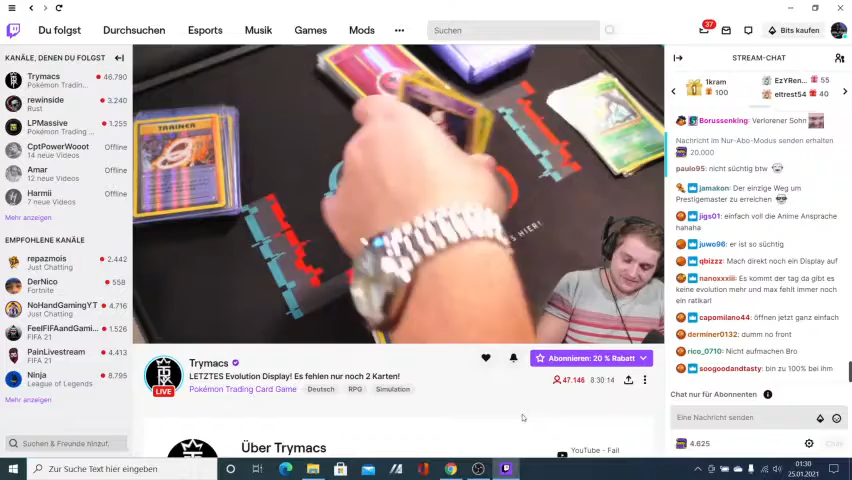 Du folgst
Durchsuchen
Esports
Musik
Games
Mods
Suchen
37
Bits kaufen
KANÄLE, DENEN DU FOLGST
Trymacs
46.790
Pokémon Tradin...
rewinside
3.240
Rust
LPMassive
1.255
Pokémon Trading ...
CptPowerWooot
Offline
14 neue Videos
Amar
Offline
12 neue Videos
Harmii
Offline
7 neue Videos
Mehr anzeigen
EMPFOHLENE KANÄLE
repazmois
2.442
Just Chatting
DerNico
558
Fortnite
NoHandGamingYT
4.716
Just Chatting
FeelFIFAandGami...
1.526
FIFA 21
PainLivestream
4.413
FIFA 21
Ninja
8.795
League of Legends
Mehr anzeigen
Suchen & Freunde hinzuf.
TRAINER
HIER!
Trymacs
LIVE
LETZTES Evolution Display! Es fehlen nur noch 2 Karten!
Pokémon Trading Card Game
Deutsch
RPG
Simulation
Abonnieren: 20 % Rabatt
47.146
8:30:14
Über Trymacs
YouTube - Fail
STREAM-CHAT
1kram
100
EzYRen...
55
eltrest54
40
Borussenking: Verlorener Sohn
Nachricht im Nur-Abo-Modus senden erhalten
20.000
paulo95: nicht süchtig btw
jamakon: Der einzige Weg um
Prestigemaster zu erreichen
jigs01: einfach voll die Anime Ansprache
hahaha
juwe96: er ist so süchtig
qbizzz: Mach direkt noch ein Display auf
nanoxxiii: Es kommt der tag da gibt es
keine evolution mehr und max fehlt immer noch
ein ratikarl
capomilano44: öffnen jetzt ganz einfach
derminer0132: dumm no front
rico_0710: Nicht aufmachen Bro
soogoodandtasty: bin zu 100% bei ihm
Chat nur für Abonnenten
Eine Nachricht senden
4.625
Chat
Zur Suche Text hier eingeben
01:30
25.01.2021